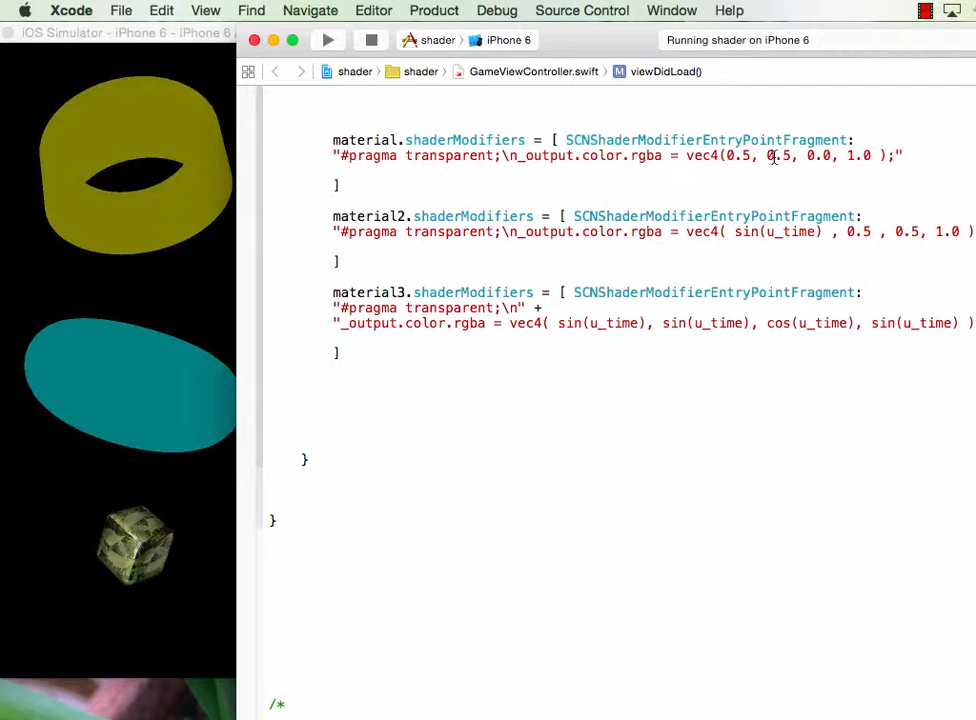 Xcode File Edit View Find Navigate Editor Product Debug Source Control Window Help
iOS Simulator - iPhone 6 - iPhone 6 /
shader iPhone 6 Running shader on iPhone 6
shader shader GameViewController.swift M viewDidLoad()
material.shaderModifiers = [ SCNShaderModifierEntryPointFragment:
"#pragma transparent;\n_output.color.rgba = vec4(0.5, 0.5, 0.0, 1.0 );"
]
material2.shaderModifiers = [ SCNShaderModifierEntryPointFragment:
"#pragma transparent;\n_output.color.rgba = vec4( sin(u_time) , 0.5 , 0.5, 1.0 )
]
material3.shaderModifiers = [ SCNShaderModifierEntryPointFragment:
"#pragma transparent;\n" +
"_output.color.rgba = vec4( sin(u_time), sin(u_time), cos(u_time), sin(u_time) )
]
}
}
/*